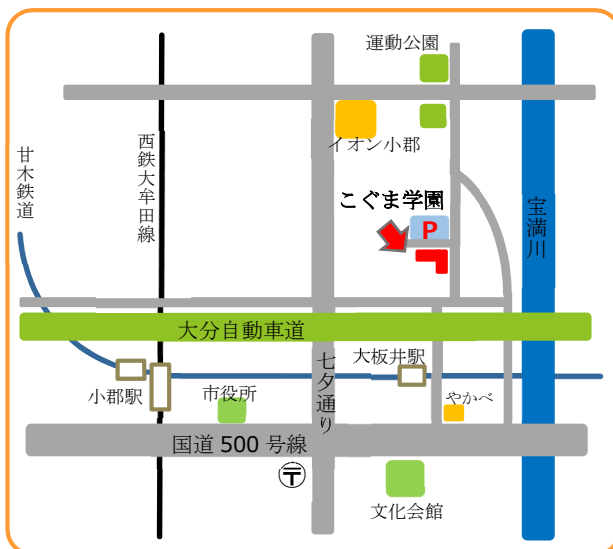 運動公園
イオン小郡
甘木鉄道
西鉄大牟田線
こぐま学園
P
宝満川
大分自動車道
七夕通り
大板井駅
小郡駅
市役所
やかべ
国道 500 号線
〒
文化会館